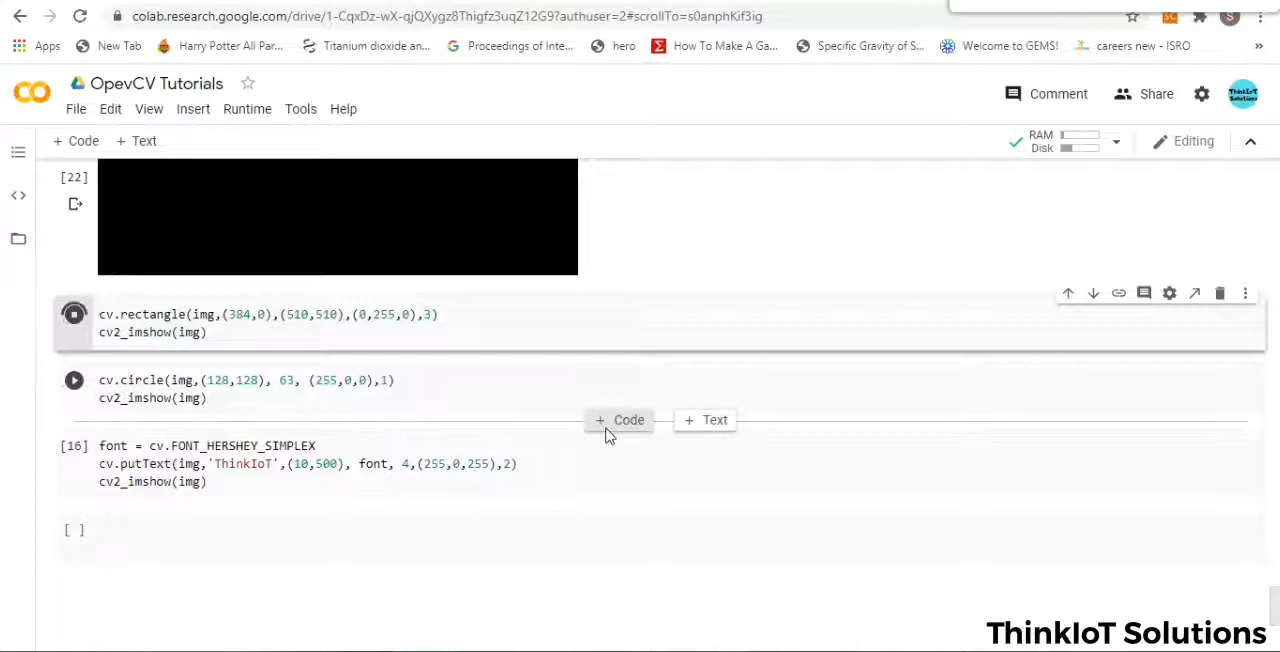 colab.research.google.com/drive/1-CqxDz-wX-qjQXygz8Thigfz3uqZ12G9?authuser=2#scrollTo=s0anphKif3ig
Apps New Tab Harry Potter All Par... Titanium dioxide an... Proceedings of Inte... hero How To Make A Ga... Specific Gravity of S... Welcome to GEMS! careers new - ISRO »
OpevCV Tutorials
Comment Share
ThinkIoT
Solutions
File Edit View Insert Runtime Tools Help
+ Code + Text
RAM
Disk
Editing
[22]
cv.rectangle(img,(384,0),(510,510),(0,255,0),3)
cv2_imshow(img)
cv.circle(img,(128,128), 63, (255,0,0),1)
cv2_imshow(img)
+ Code + Text
[16] font = cv.FONT_HERSHEY_SIMPLEX
cv.putText(img,'ThinkIoT',(10,500), font, 4,(255,0,255),2)
cv2_imshow(img)
[ ]
ThinkIoT Solutions